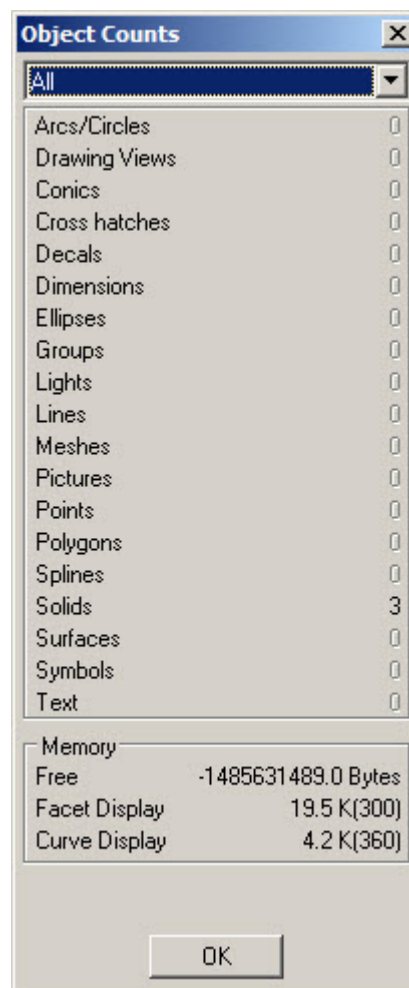 Object Counts
All
Arcs/Circles 0
Drawing Views 0
Conics 0
Cross hatches 0
Decals 0
Dimensions 0
Ellipses 0
Groups 0
Lights 0
Lines 0
Meshes 0
Pictures 0
Points 0
Polygons 0
Splines 0
Solids 3
Surfaces 0
Symbols 0
Text 0
Memory
Free -1485631489.0 Bytes
Facet Display 19.5 K(300)
Curve Display 4.2 K(360)
OK